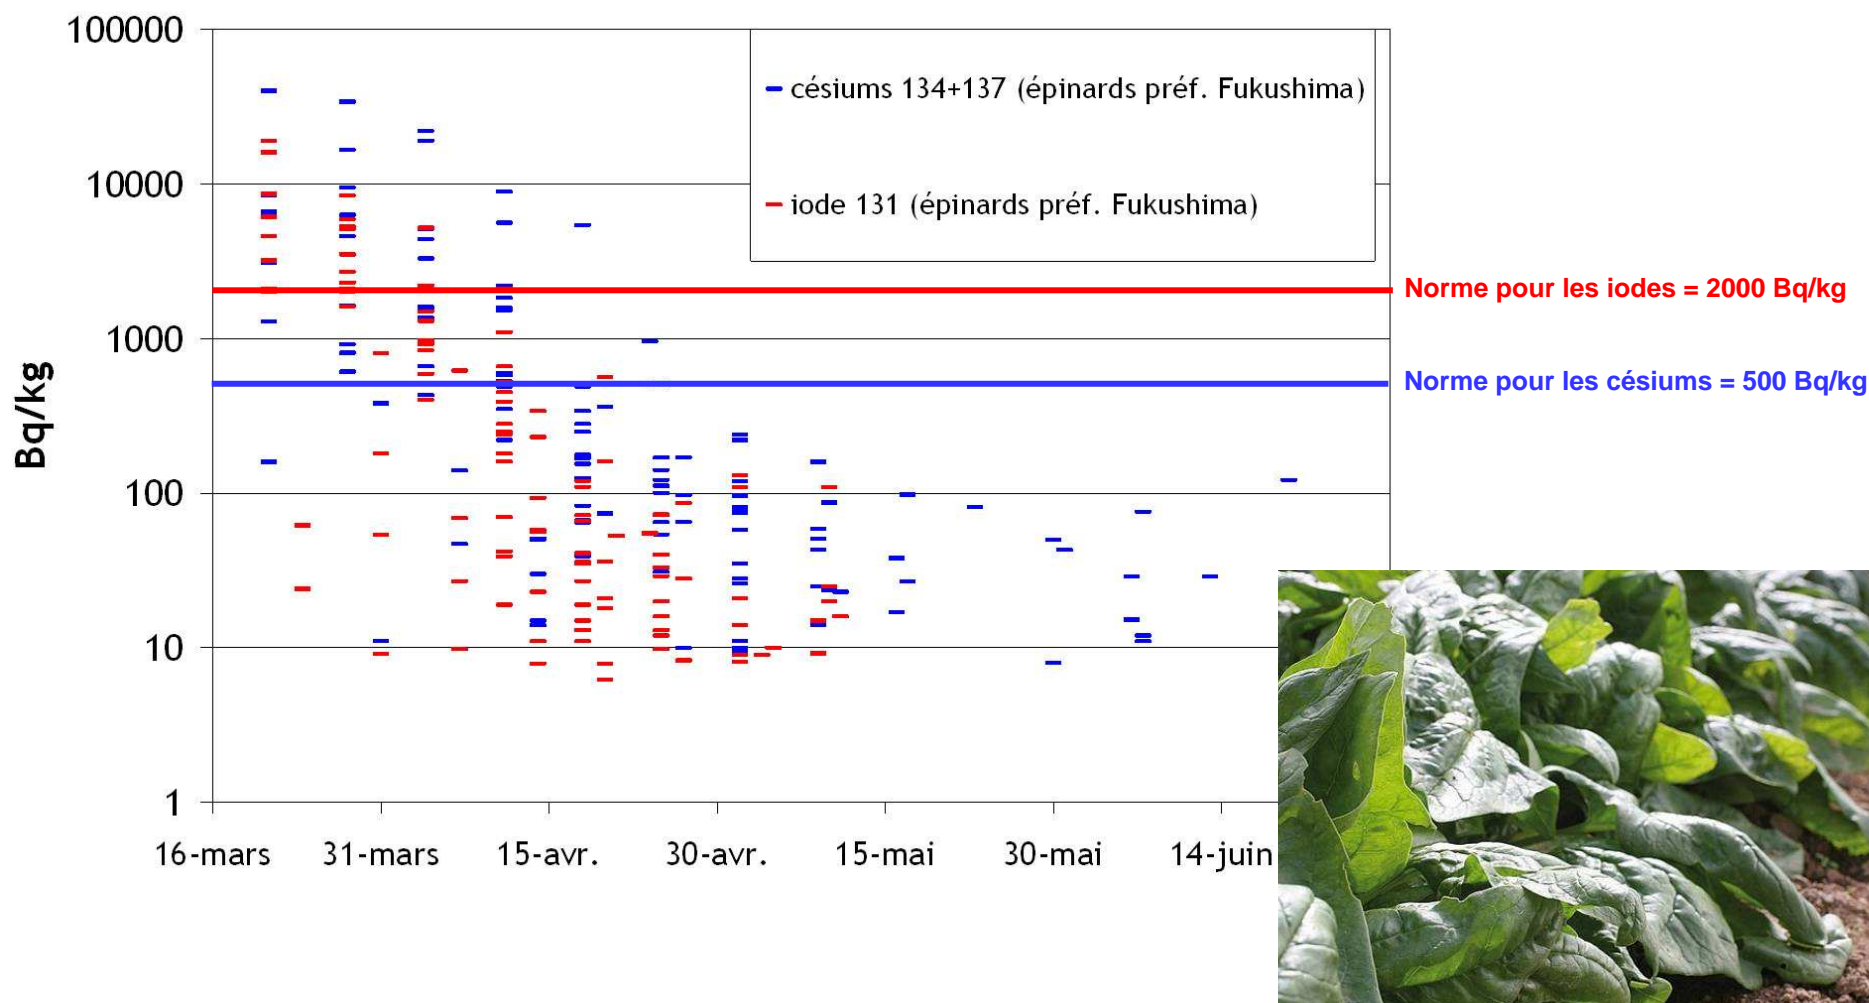 100000
10000
1000
100
10
1
Bq/kg
césiums 134+137 (épinards préf. Fukushima)
iode 131 (épinards préf. Fukushima)
Norme pour les iodes = 2000 Bq/kg
Norme pour les césiums = 500 Bq/kg
16-mars 31-mars 15-avr. 30-avr. 15-mai 30-mai 14-juin